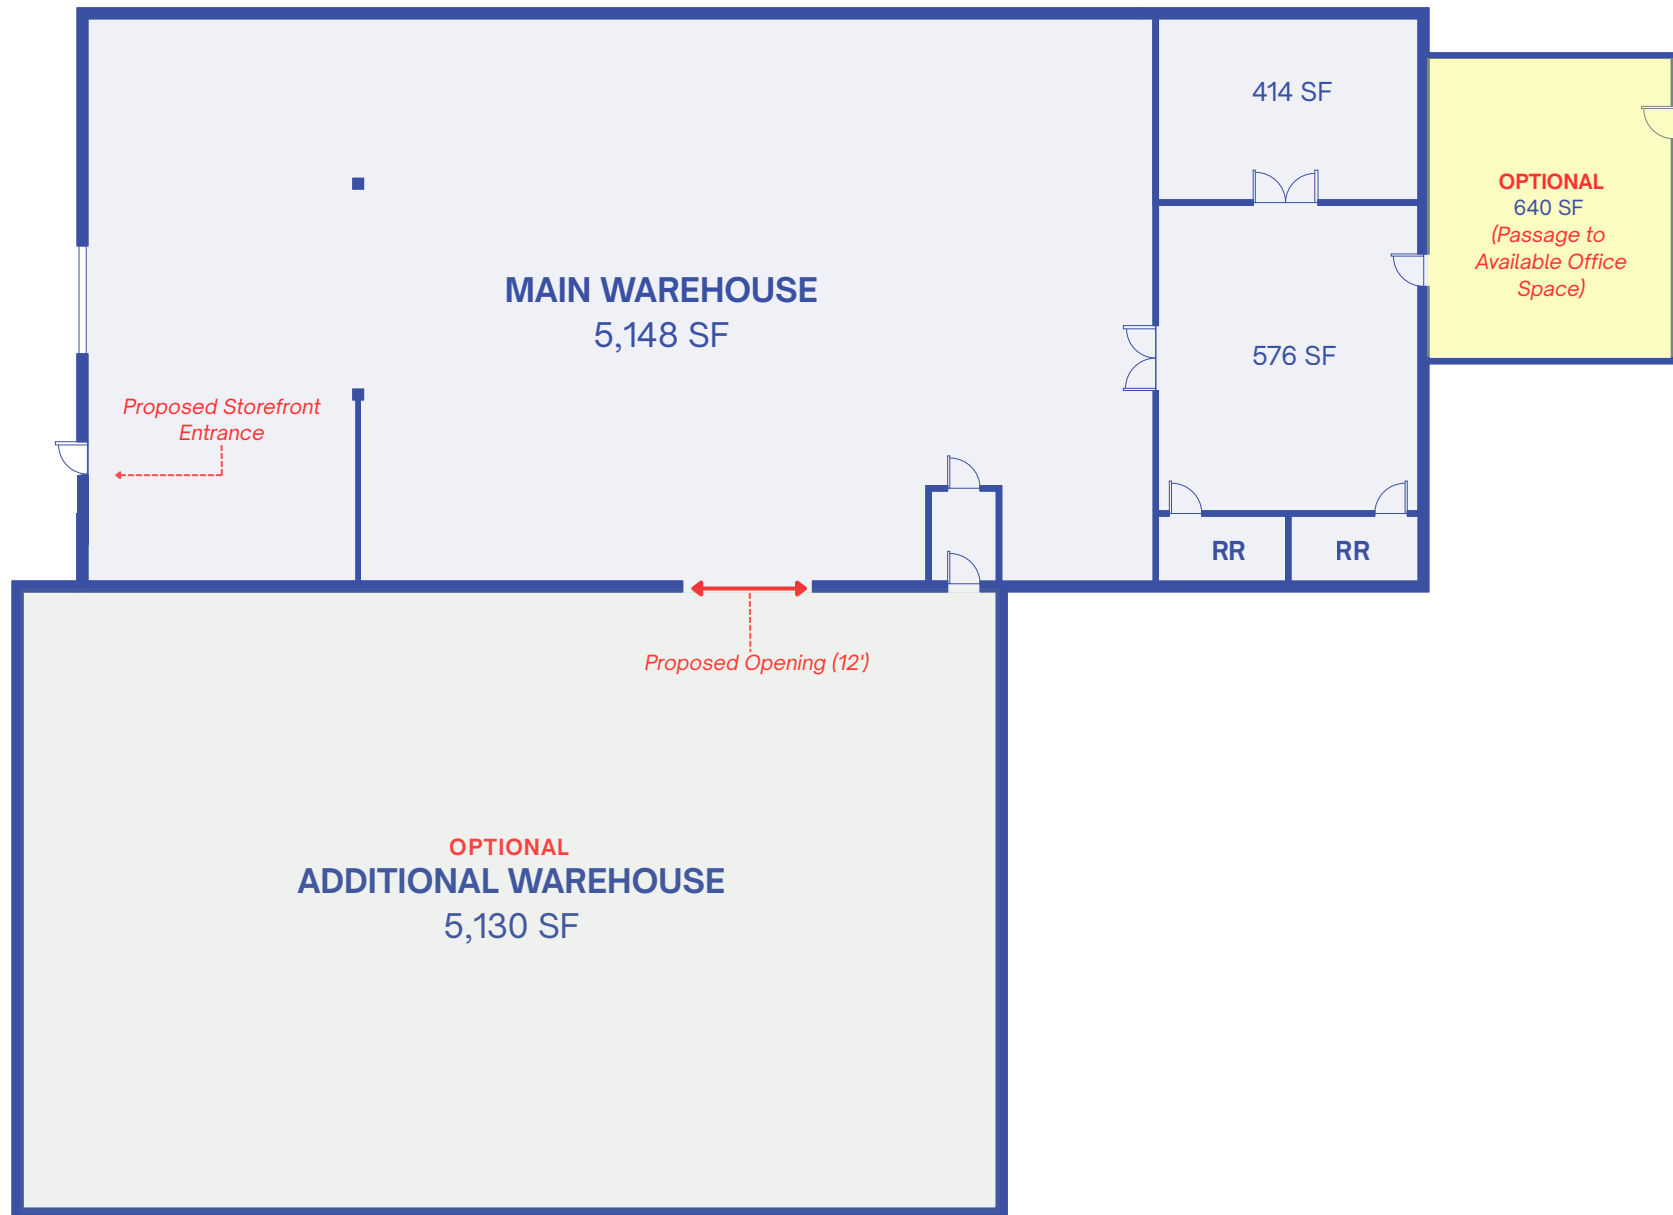 414 SF
OPTIONAL
640 SF
(Passage to
Available Office
Space)
MAIN WAREHOUSE
5,148 SF
576 SF
Proposed Storefront
Entrance
RR
RR
Proposed Opening (12')
OPTIONAL
ADDITIONAL WAREHOUSE
5,130 SF